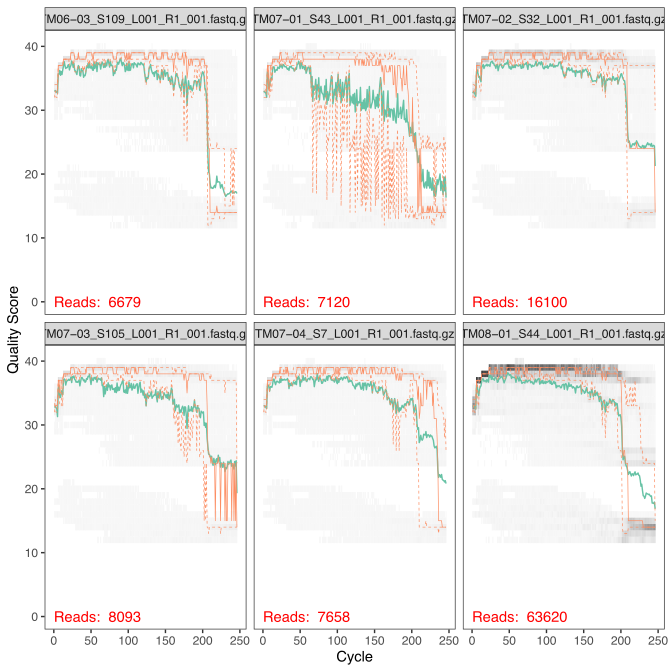 TM06−03_S109_L001_R1_001.fastq.g
TM07−01_S43_L001_R1_001.fastq.gz
TM07−02_S32_L001_R1_001.fastq.gz
40
30
20
10
0
Reads: 6679
Reads: 7120
Reads: 16100
TM07−03_S105_L001_R1_001.fastq.g
TM07−04_S7_L001_R1_001.fastq.gz
TM08−01_S44_L001_R1_001.fastq.gz
40
30
20
10
0
Reads: 8093
Reads: 7658
Reads: 63620
0 50 100 150 200 250
0 50 100 150 200 250
0 50 100 150 200 250
Cycle
Quality Score